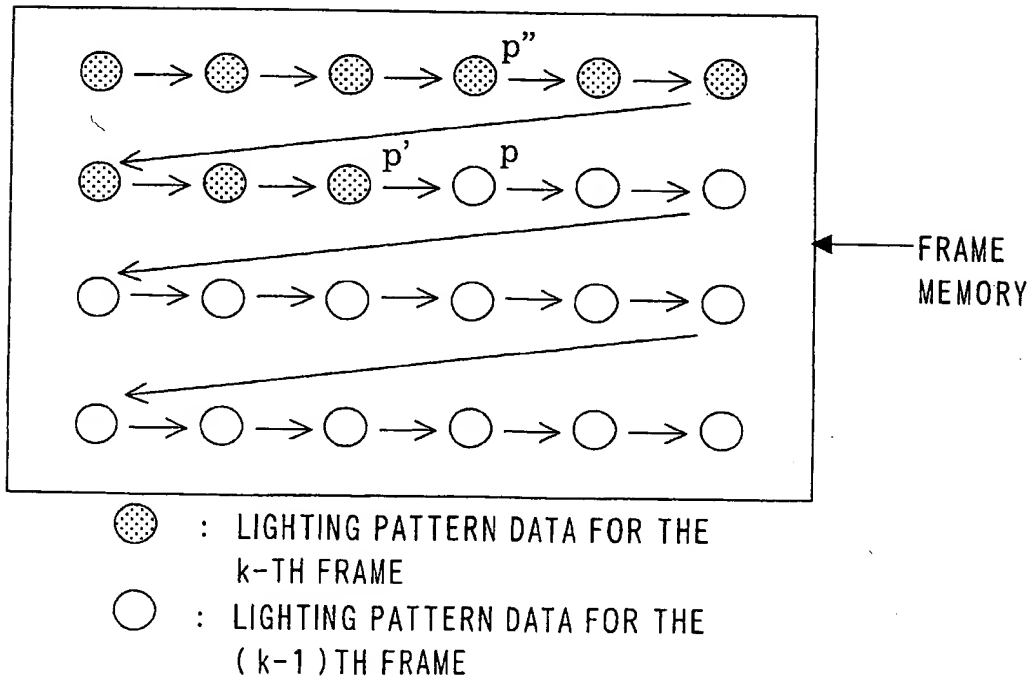 p”
p’
p
FRAME
MEMORY
: LIGHTING PATTERN DATA FOR THE
k-TH FRAME
: LIGHTING PATTERN DATA FOR THE
(k-1)TH FRAME